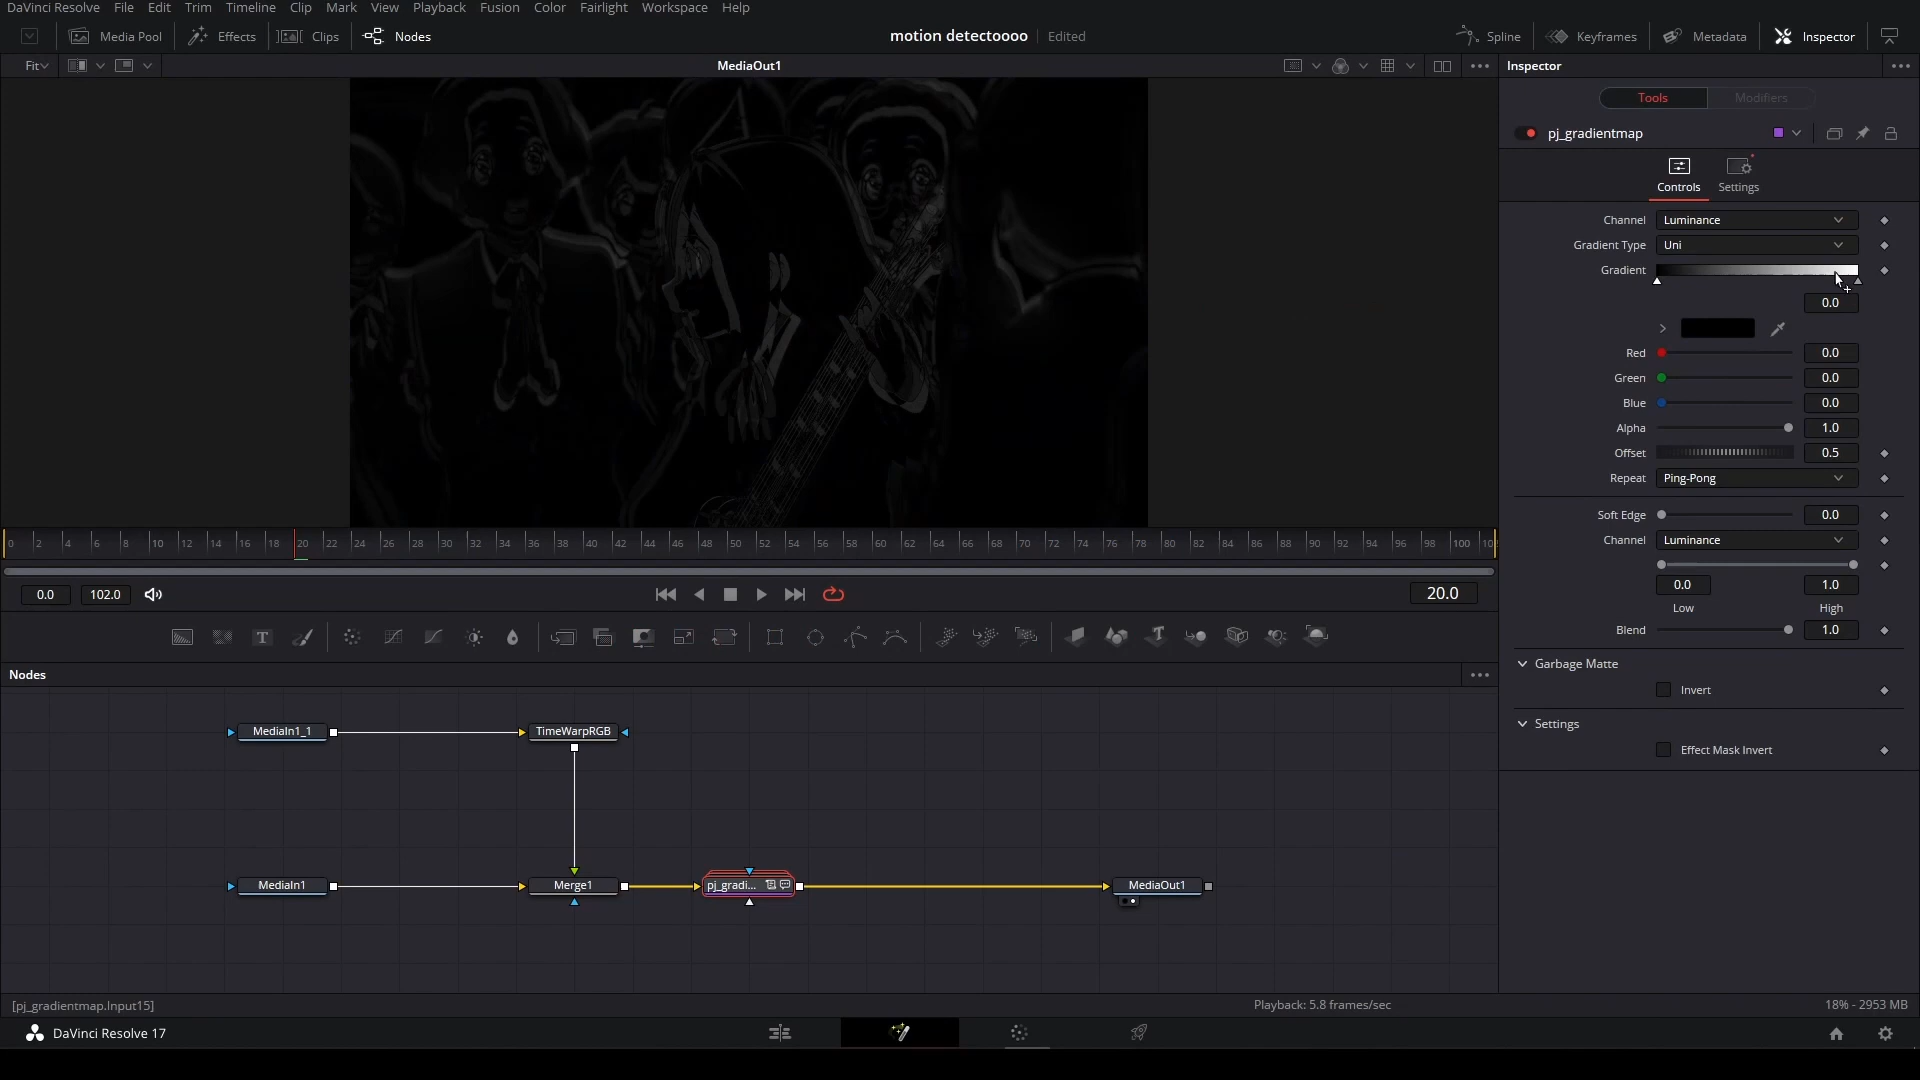 DaVinci Resolve File Edit Trim Timeline Clip Mark View Playback Fusion Color Fairlight Workspace Help
Media Pool Effects Clips Nodes motion detectoooo Edited Spline Keyframes Metadata Inspector
Fit MediaOut1 Inspector
Tools Modifiers
pj_gradientmap
Controls Settings
Channel Luminance
Gradient Type Uni
Gradient
0.0
Red 0.0
Green 0.0
Blue 0.0
Alpha 1.0
Offset 0.5
Repeat Ping-Pong
Soft Edge 0.0
Channel Luminance
0.0 1.0
Low High
Blend 1.0
Garbage Matte
Invert
Settings
Effect Mask Invert
0 2 4 6 8 10 12 14 16 18 20 22 24 26 28 30 32 34 36 38 40 42 44 46 48 50 52 54 56 58 60 62 64 66 68 70 72 74 76 78 80 82 84 86 88 90 92 94 96 98 100
0.0 102.0 20.0
T
Nodes
MediaIn1_1 TimeWarpRGB
MediaIn1 Merge1 pj_gradi... MediaOut1
[pj_gradientmap.Input15] Playback: 5.8 frames/sec 18% - 2953 MB
DaVinci Resolve 17